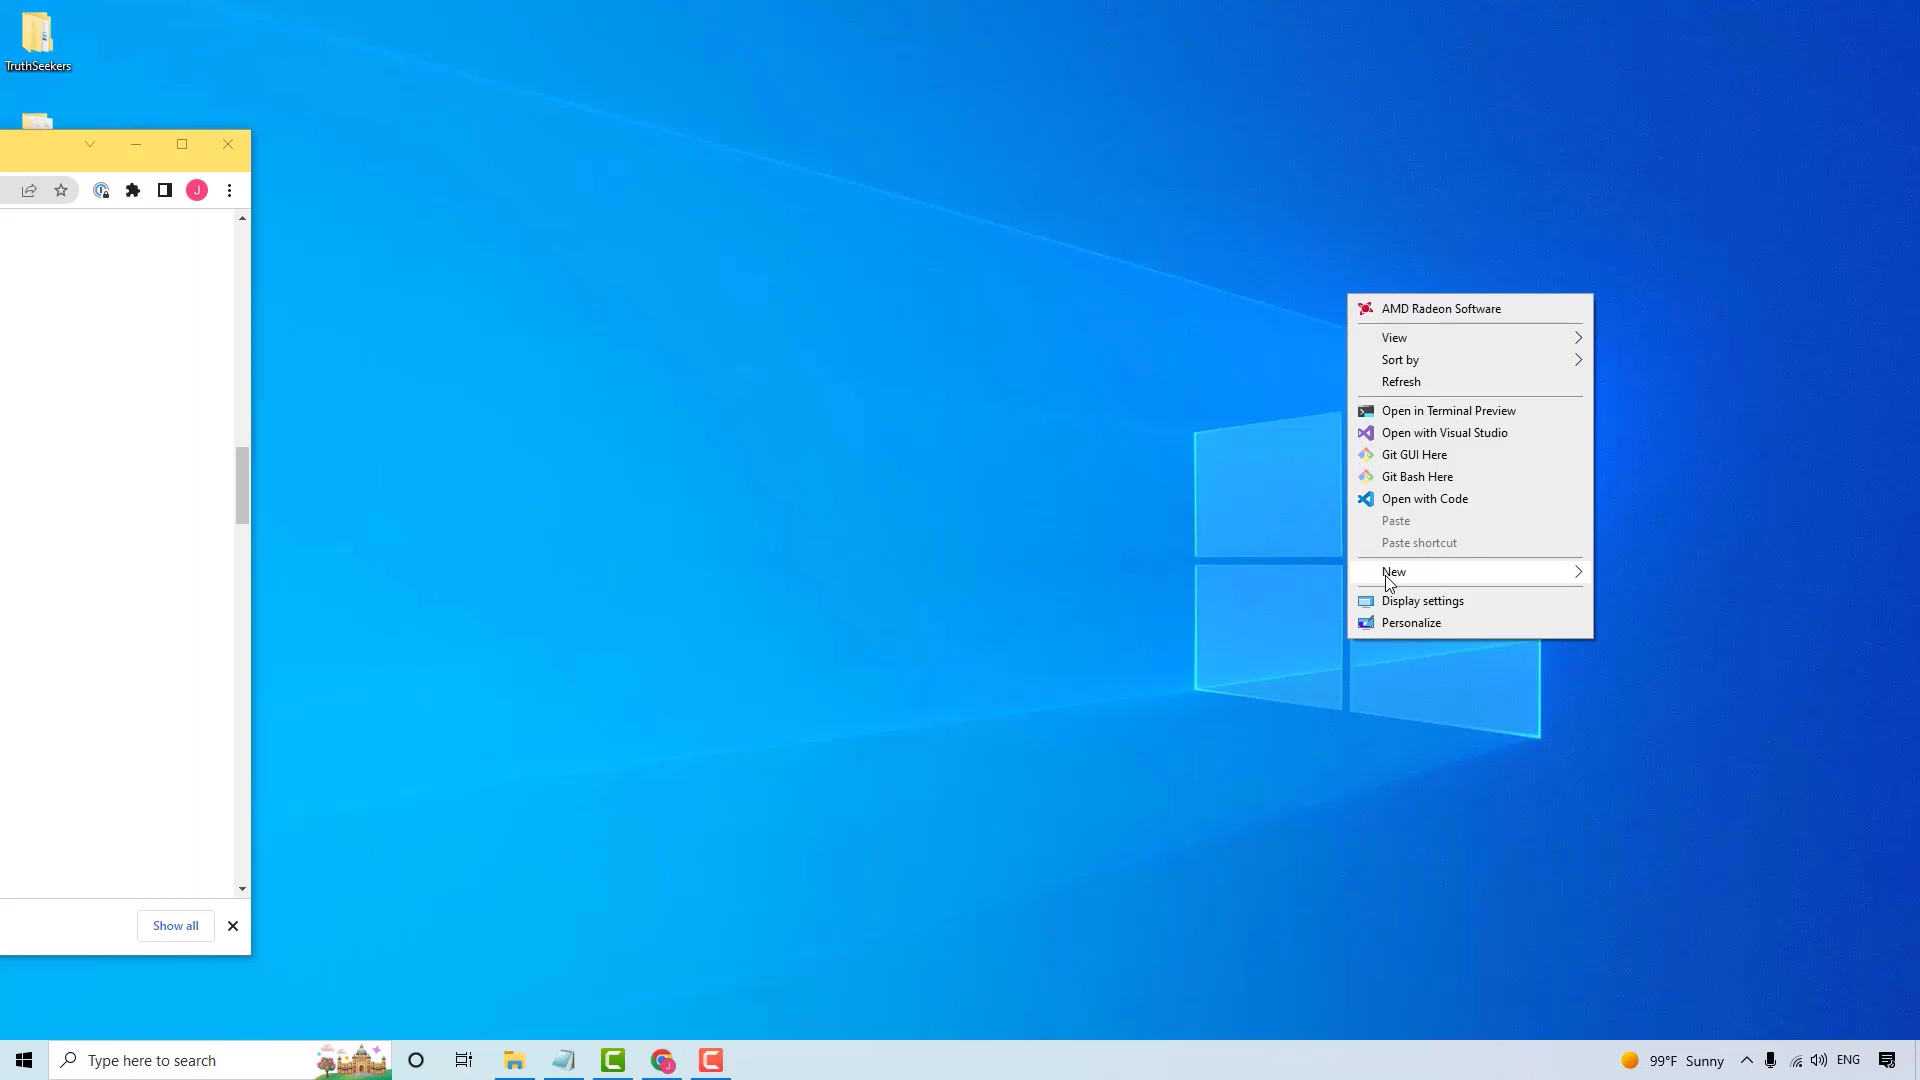 TruthSeekers
J
Show all
AMD Radeon Software
View
Sort by
Refresh
Open in Terminal Preview
Open with Visual Studio
Git GUI Here
Git Bash Here
Open with Code
Paste
Paste shortcut
New
Display settings
Personalize
Type here to search
99°F Sunny
ENG